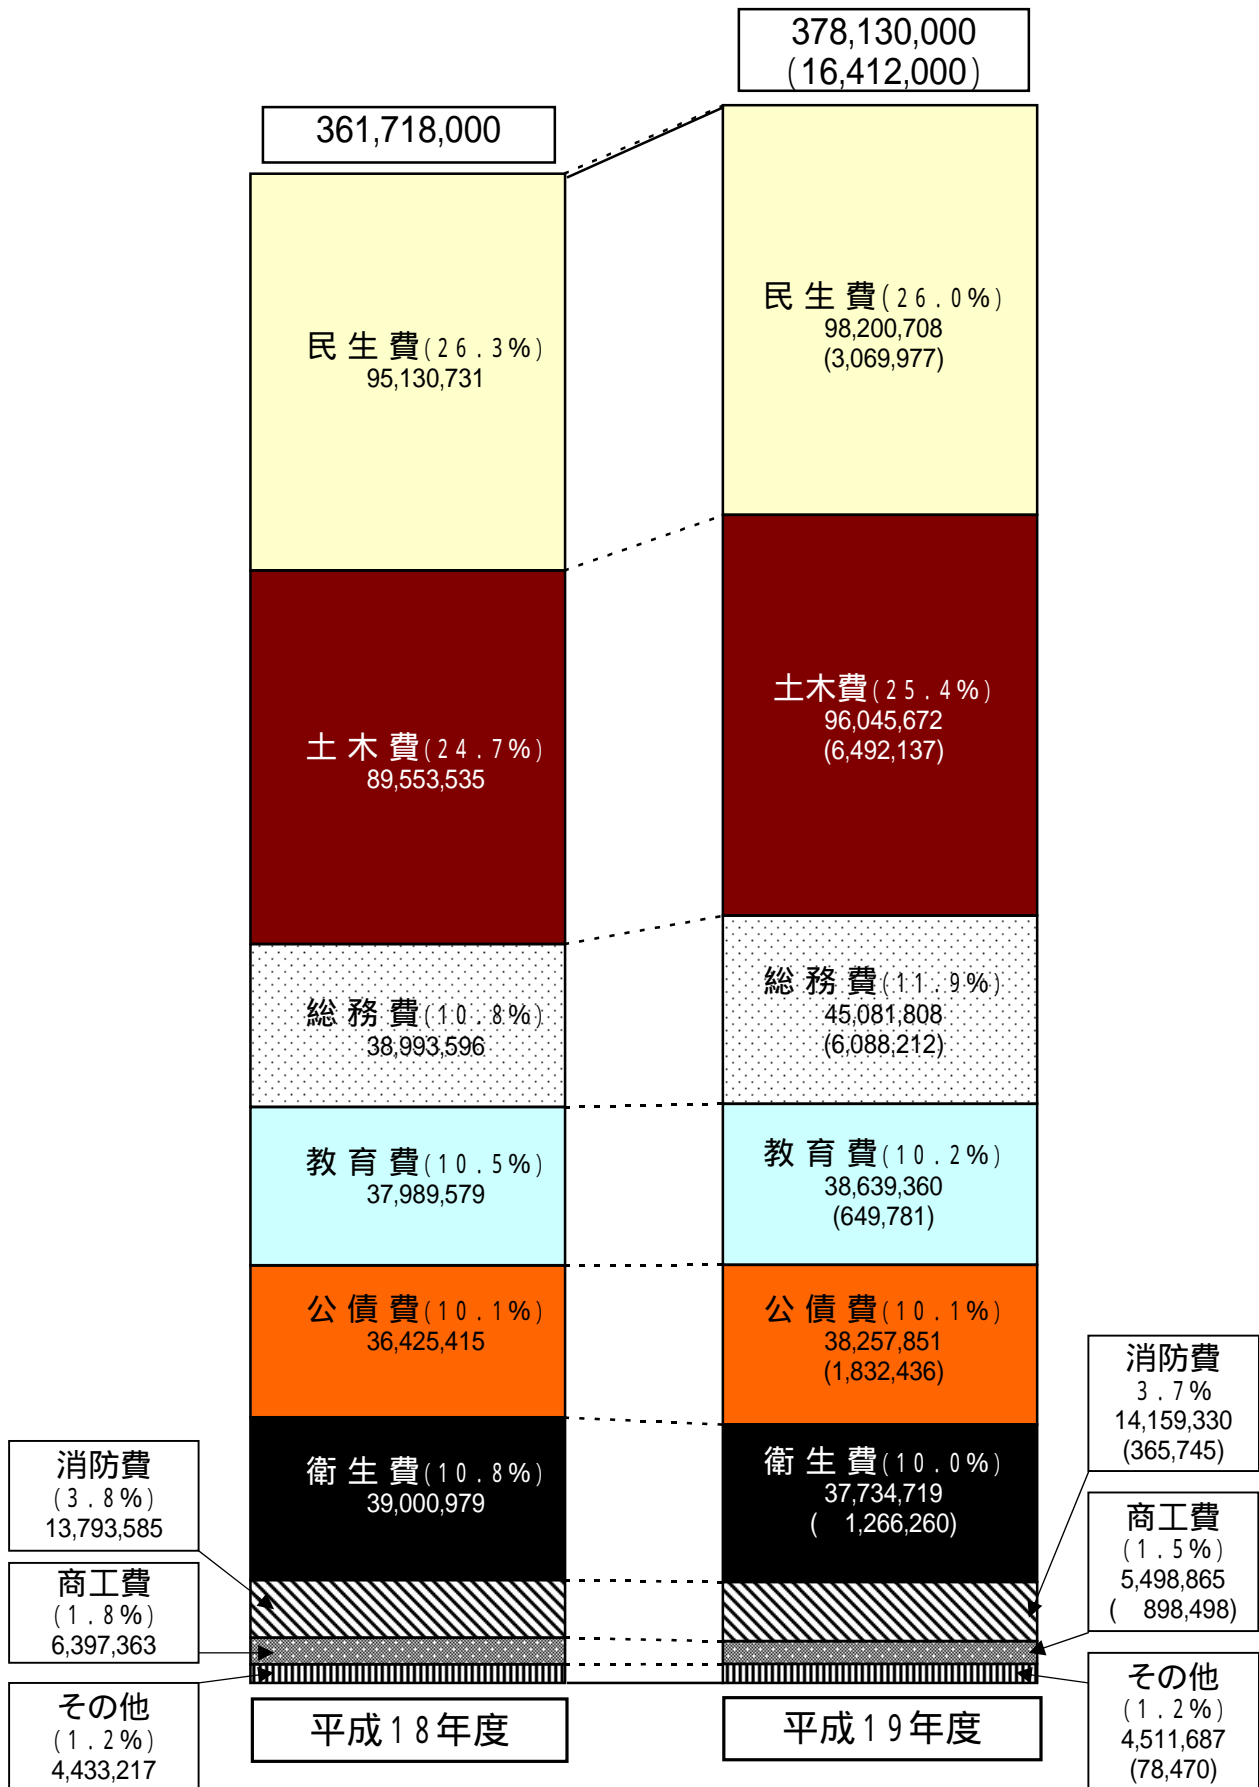 378,130,000
(16,412,000)
361,718,000
民生費(26.3%)
95,130,731
民生費(26.0%)
98,200,708
(3,069,977)
土木費(24.7%)
89,553,535
土木費(25.4%)
96,045,672
(6,492,137)
総務費(10.8%)
38,993,596
総務費(11.9%)
45,081,808
(6,088,212)
教育費(10.5%)
37,989,579
教育費(10.2%)
38,639,360
(649,781)
公債費(10.1%)
36,425,415
公債費(10.1%)
38,257,851
(1,832,436)
衛生費(10.8%)
39,000,979
衛生費(10.0%)
37,734,719
( 1,266,260)
消防費
(3.8%)
13,793,585
商工費
(1.8%)
6,397,363
その他
(1.2%)
4,433,217
消防費
3.7%
14,159,330
(365,745)
商工費
(1.5%)
5,498,865
( 898,498)
その他
(1.2%)
4,511,687
(78,470)
平成18年度
平成19年度